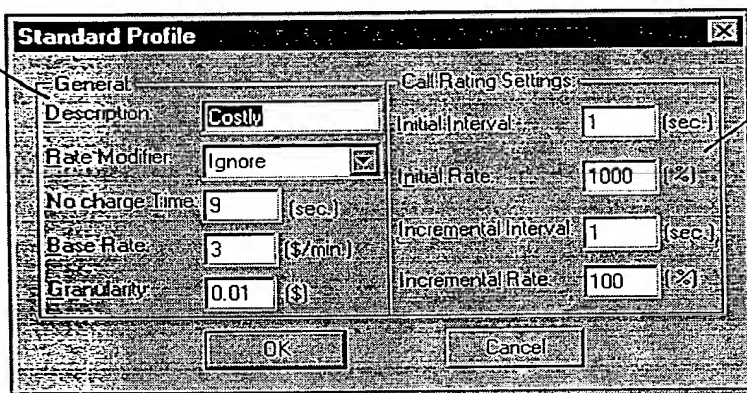 Standard Profile
General:
Description:
Costly
Rate Modifier:
Ignore
No charge Time:
9
(sec.)
Base Rate:
3
($/min.)
Granularity:
0.01
($)
Call Rating Settings:
Initial Interval:
1
(sec.)
Initial Rate:
1000
(%)
Incremental Interval:
1
(sec.)
Incremental Rate:
100
(%)
OK
Cancel